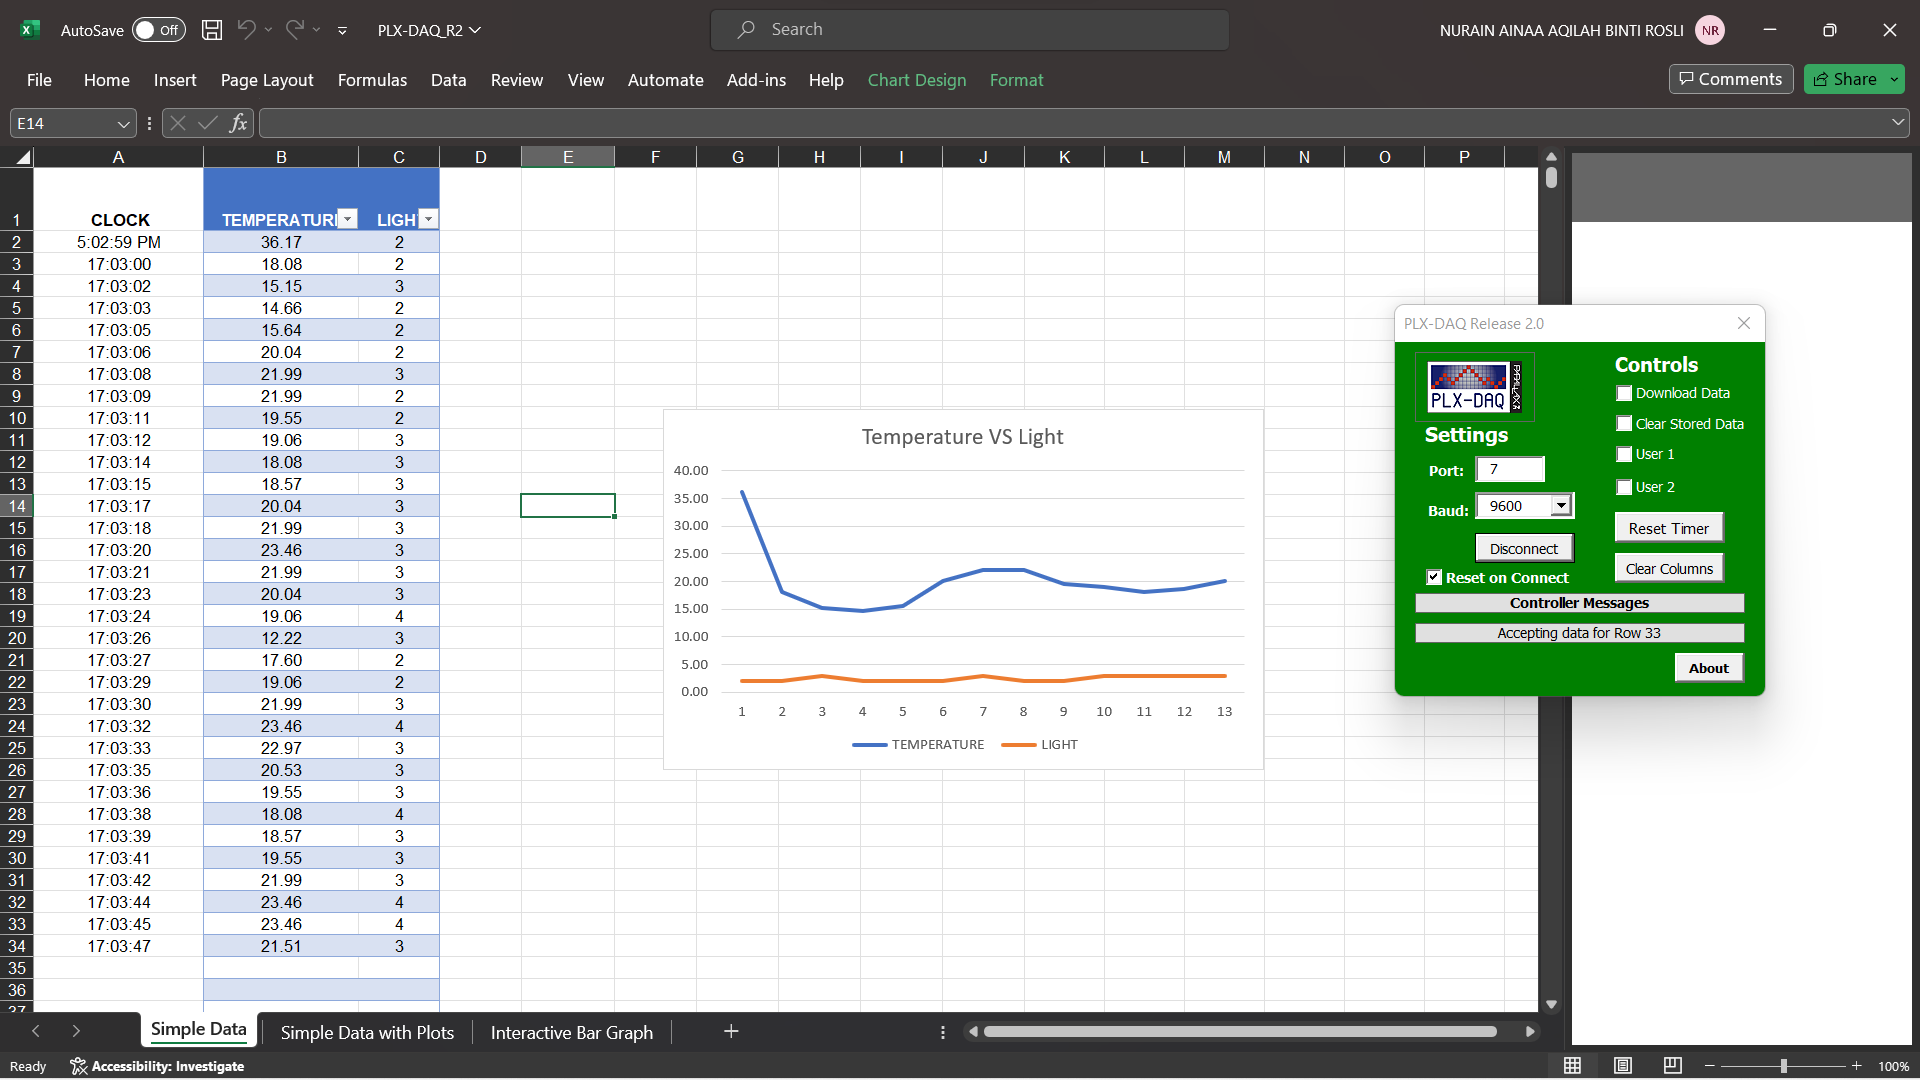 AutoSave Off PLX-DAQ_R2 Search NURAIN AINAA AQILAH BINTI ROSLI NR
File Home Insert Page Layout Formulas Data Review View Automate Add-ins Help Chart Design Format Comments Share
E14 fx
A B C D E F G H I J K L M N O P
1 CLOCK TEMPERATUR LIGH
2 5:02:59 PM 36.17 2
3 17:03:00 18.08 2
4 17:03:02 15.15 3
5 17:03:03 14.66 2
6 17:03:05 15.64 2
7 17:03:06 20.04 2
8 17:03:08 21.99 3
9 17:03:09 21.99 2
10 17:03:11 19.55 2
11 17:03:12 19.06 3
12 17:03:14 18.08 3
13 17:03:15 18.57 3
14 17:03:17 20.04 3
15 17:03:18 21.99 3
16 17:03:20 23.46 3
17 17:03:21 21.99 3
18 17:03:23 20.04 3
19 17:03:24 19.06 4
20 17:03:26 12.22 3
21 17:03:27 17.60 2
22 17:03:29 19.06 2
23 17:03:30 21.99 3
24 17:03:32 23.46 4
25 17:03:33 22.97 3
26 17:03:35 20.53 3
27 17:03:36 19.55 3
28 17:03:38 18.08 4
29 17:03:39 18.57 3
30 17:03:41 19.55 3
31 17:03:42 21.99 3
32 17:03:44 23.46 4
33 17:03:45 23.46 4
34 17:03:47 21.51 3
35
36
37
Temperature VS Light
40.00
35.00
30.00
25.00
20.00
15.00
10.00
5.00
0.00
1 2 3 4 5 6 7 8 9 10 11 12 13
TEMPERATURE LIGHT
PLX-DAQ Release 2.0
PLX-DAQ
PARALLAX
Settings
Port: 7
Baud: 9600
Disconnect
Reset on Connect
Controls
Download Data
Clear Stored Data
User 1
User 2
Reset Timer
Clear Columns
Controller Messages
Accepting data for Row 33
About
Simple Data Simple Data with Plots Interactive Bar Graph
Ready Accessibility: Investigate 100%